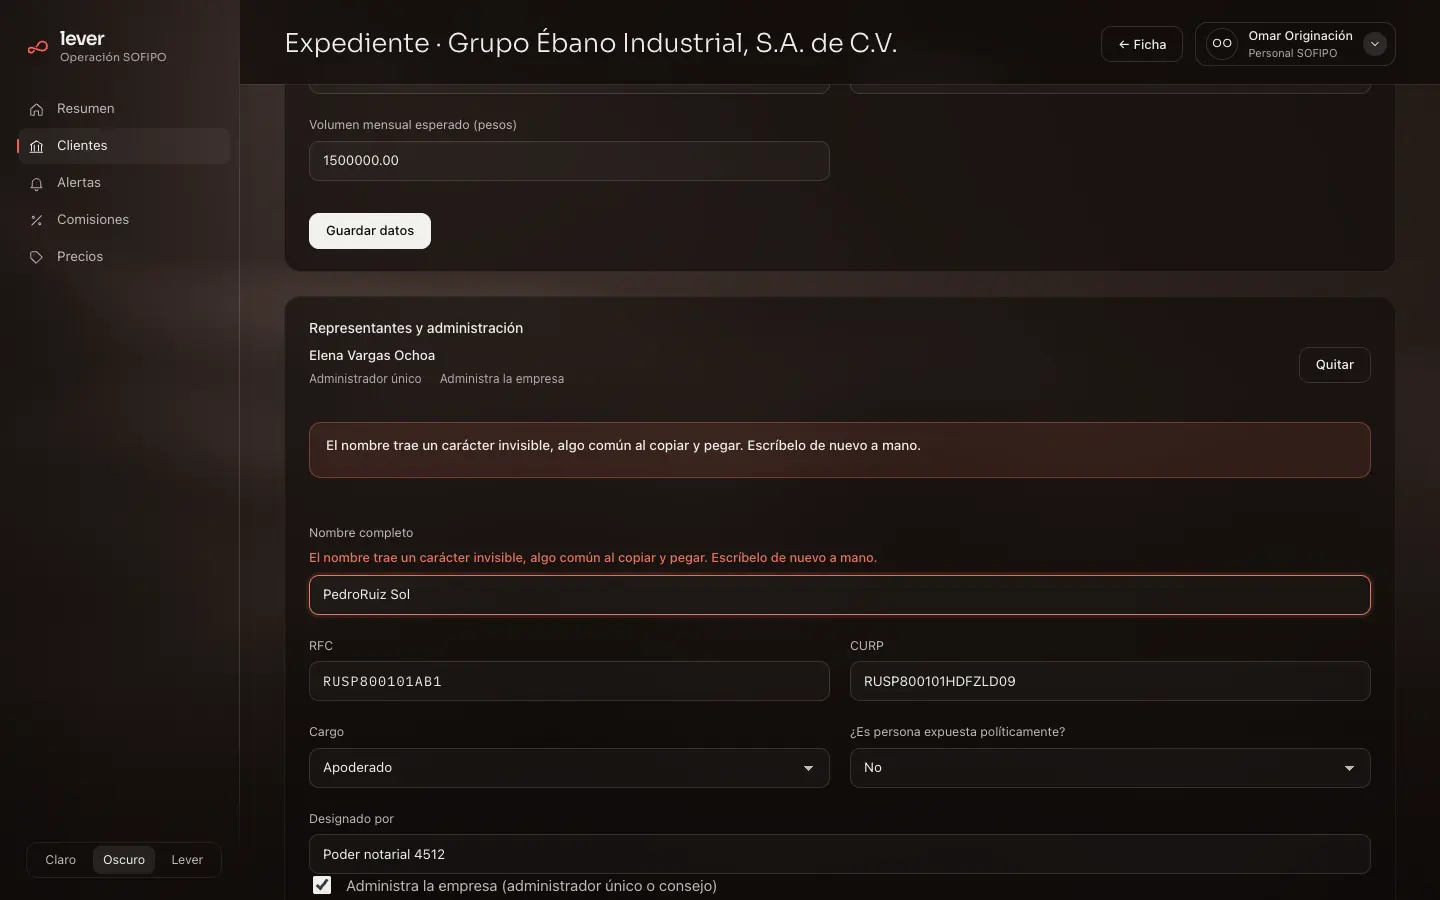 lever
Operación SOFIPO
Resumen
Clientes
Alertas
Comisiones
Precios
Claro
Oscuro
Lever
Expediente · Grupo Ébano Industrial, S.A. de C.V.
← Ficha
OO
Omar Originación
Personal SOFIPO
Volumen mensual esperado (pesos)
1500000.00
Guardar datos
Representantes y administración
Elena Vargas Ochoa
Administrador único
Administra la empresa
Quitar
El nombre trae un carácter invisible, algo común al copiar y pegar. Escríbelo de nuevo a mano.
Nombre completo
El nombre trae un carácter invisible, algo común al copiar y pegar. Escríbelo de nuevo a mano.
PedroRuiz Sol
RFC
CURP
RUSP800101AB1
RUSP800101HDFZLD09
Cargo
¿Es persona expuesta políticamente?
Apoderado
No
Designado por
Poder notarial 4512
Administra la empresa (administrador único o consejo)